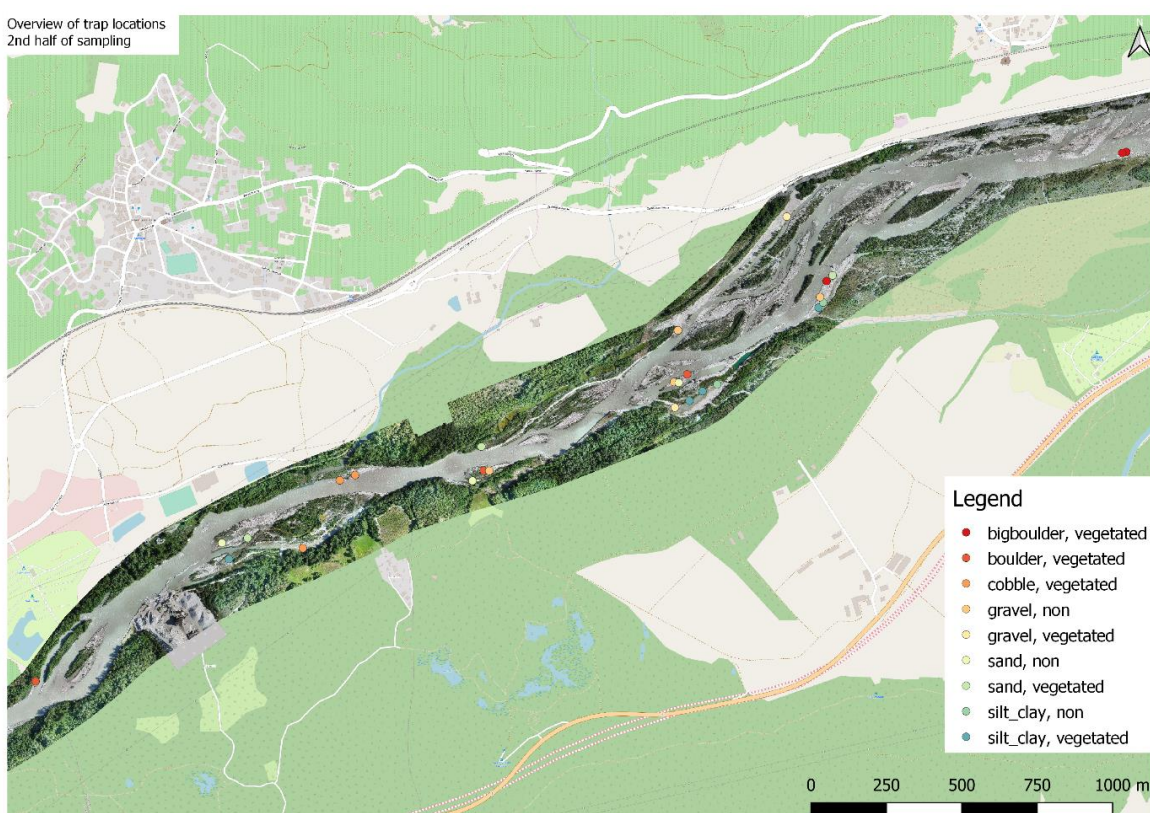 Overview of trap locations
2nd half of sampling
N
Legend
bigboulder, vegetated
boulder, vegetated
cobble, vegetated
gravel, non
gravel, vegetated
sand, non
sand, vegetated
silt_clay, non
silt_clay, vegetated
0 250 500 750 1000 m